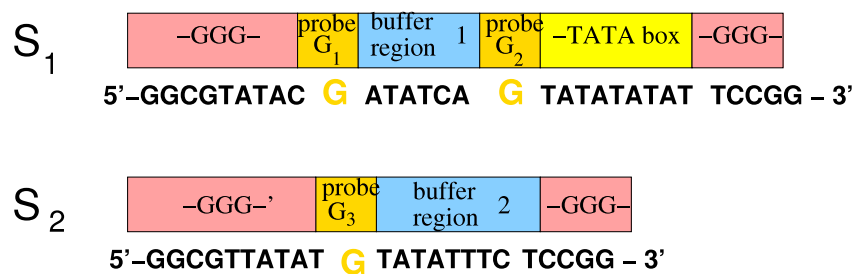 S1 –GGG– probe G1 buffer region 1 probe G2 –TATA box –GGG–
5'–GGCGTATAC G ATATCA G TATATATAT TCCGG – 3'
S2 –GGG–' probe G3 buffer region 2 –GGG–
5'–GGCGTTATAT G TATATTTC TCCGG – 3'